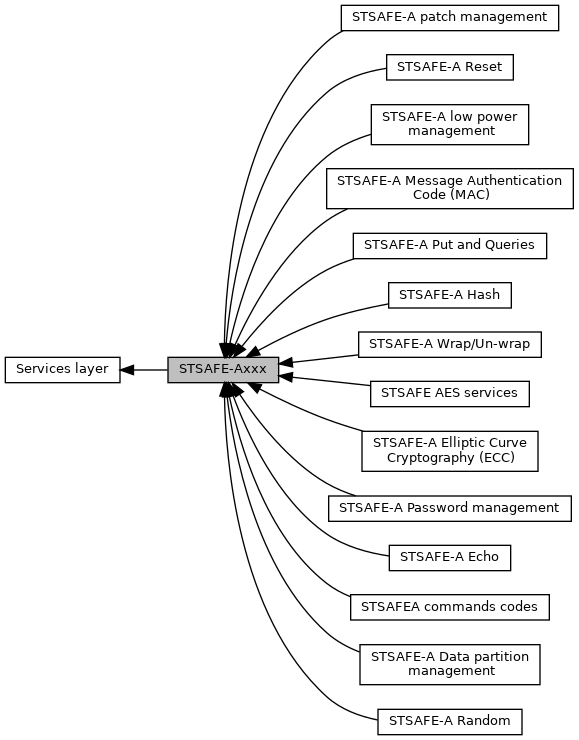 STSAFE-A patch management
STSAFE-A Reset
STSAFE-A low power
management
STSAFE-A Message Authentication
Code (MAC)
STSAFE-A Put and Queries
STSAFE-A Hash
STSAFE-A Wrap/Un-wrap
Services layer
STSAFE-Axxx
STSAFE AES services
STSAFE-A Elliptic Curve
Cryptography (ECC)
STSAFE-A Password management
STSAFE-A Echo
STSAFEA commands codes
STSAFE-A Data partition
management
STSAFE-A Random